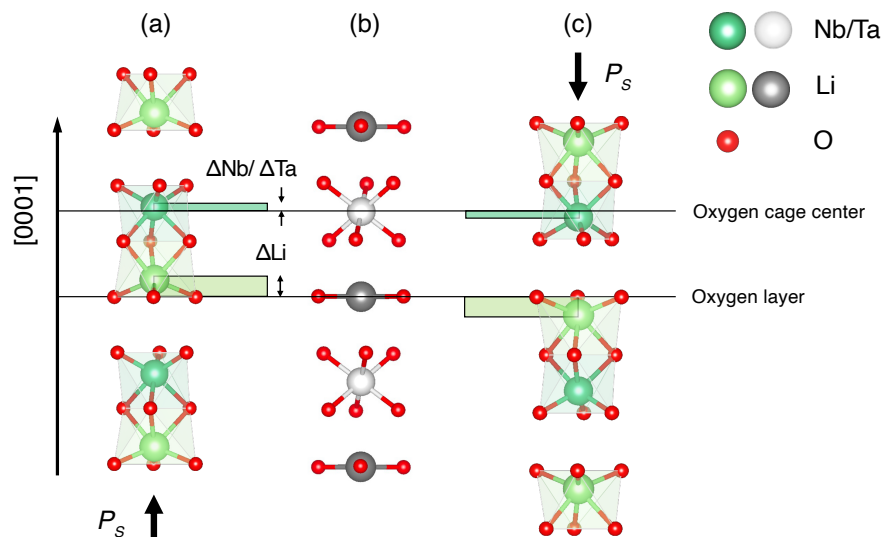 (a)
(b)
(c)
Nb/Ta
Li
O
P_S
[0001]
ΔNb/ ΔTa
ΔLi
Oxygen cage center
Oxygen layer
P_S